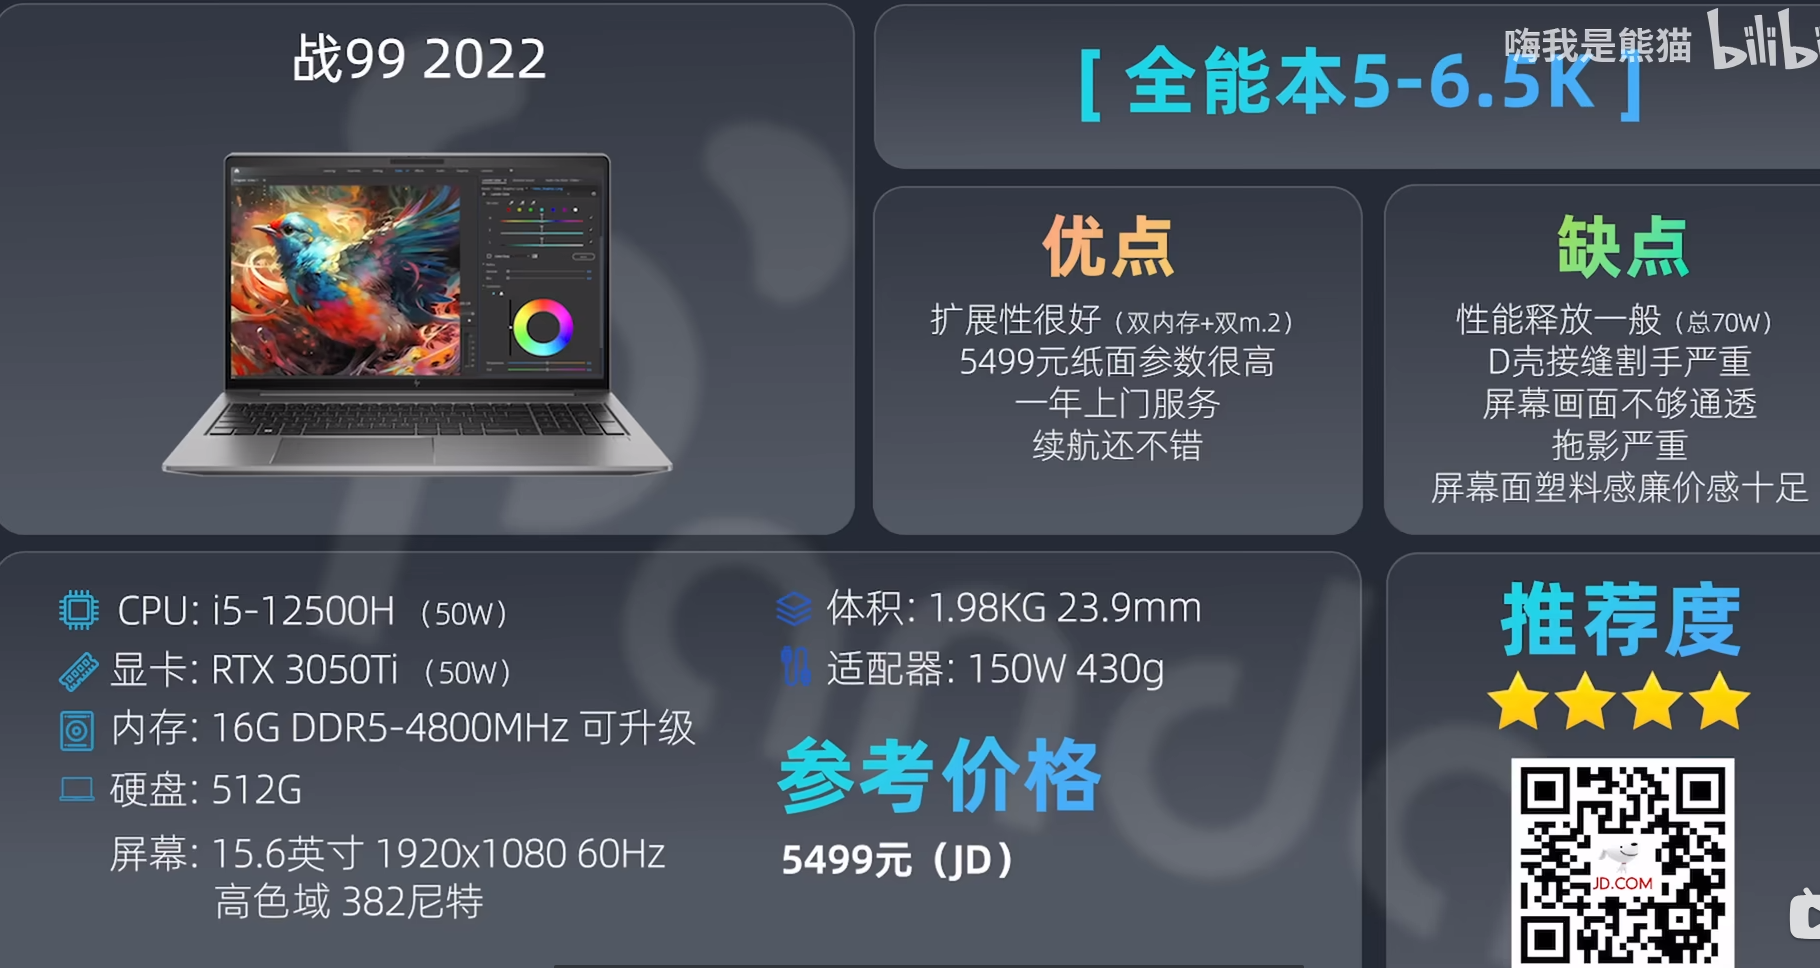 战99 2022
[ 全能本5-6.5K ]
嗨我是熊猫
优点
扩展性很好（双内存+双m.2）
5499元纸面参数很高
一年上门服务
续航还不错
缺点
性能释放一般（总70W）
D壳接缝割手严重
屏幕画面不够通透
拖影严重
屏幕面塑料感廉价感十足
CPU: i5-12500H （50W）
显卡: RTX 3050Ti （50W）
内存: 16G DDR5-4800MHz 可升级
硬盘: 512G
屏幕: 15.6英寸 1920x1080 60Hz
高色域 382尼特
体积: 1.98KG 23.9mm
适配器: 150W 430g
参考价格
5499元（JD）
推荐度
JD.COM